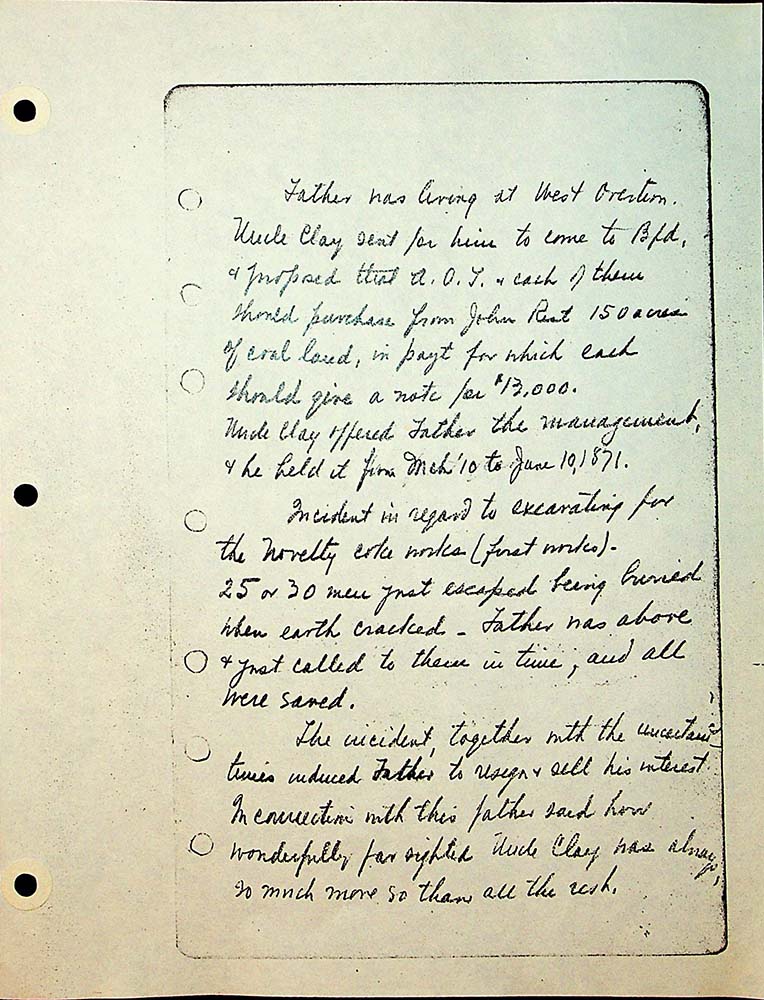 Father was living at West Overton.
Uncle Clay sent for him to come to Bfd,
& proposed that A. O. T. & each of them
should purchase from John Rist 150 acres
of coal land, in payt for which each
should give a note for $13,000.
Uncle Clay offered Father the management,
& he held it from Mch '10 to June 10, 1871.
Incident in regard to excavating for
the Novelty coke works (first works).
25 or 30 men just escaped being buried
when earth cracked - Father was above
& just called to them in time, and all
were saved.
The incident, together with the uncertain
times induced Father to resign & sell his interest.
In connection with this father said how
wonderfully far sighted Uncle Clay was always,
so much more so than all the rest.